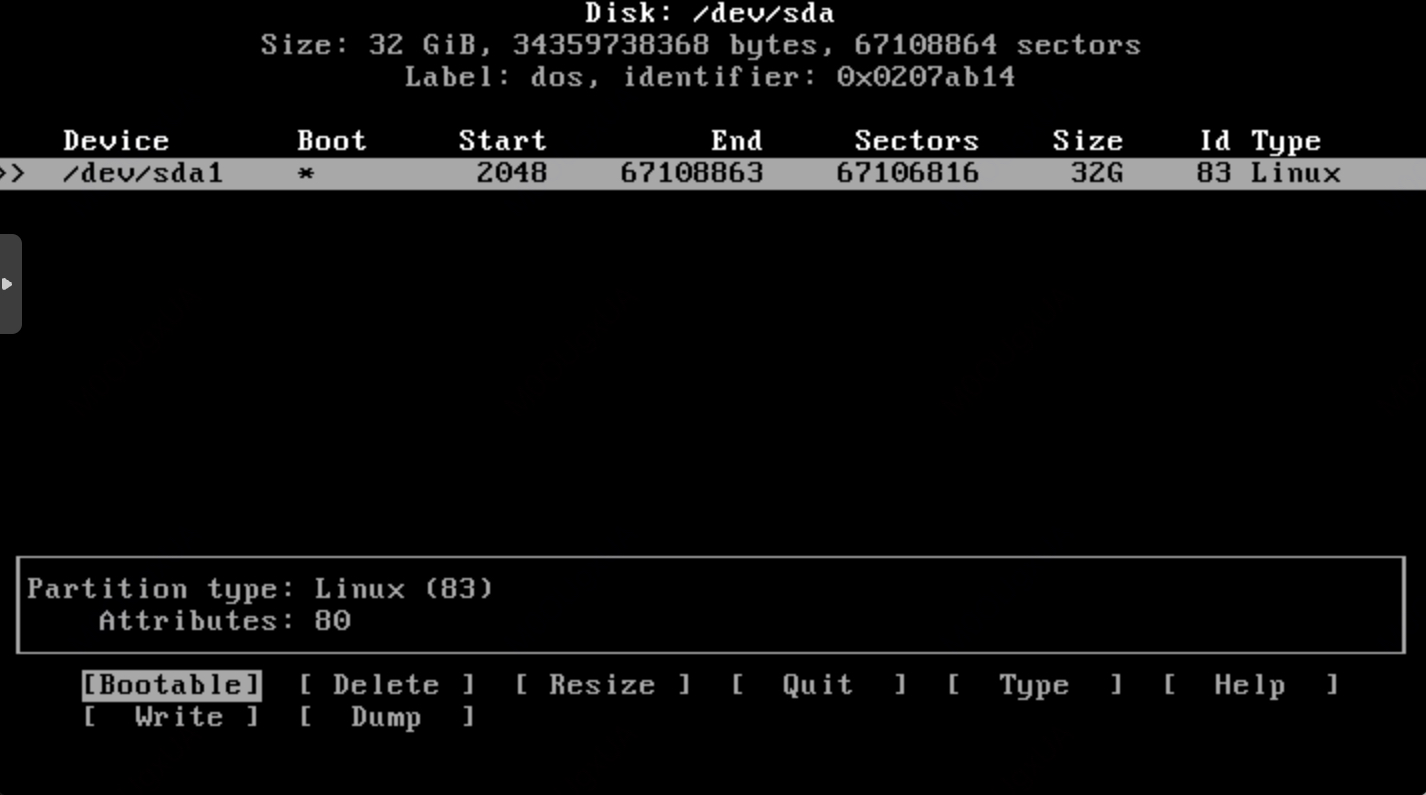 Disk: /dev/sda
Size: 32 GiB, 34359738368 bytes, 67108864 sectors
Label: dos, identifier: 0x0207ab14
Device Boot Start End Sectors Size Id Type
>> /dev/sda1 * 2048 67108863 67106816 32G 83 Linux
Partition type: Linux (83)
Attributes: 80
[Bootable] [ Delete ] [ Resize ] [ Quit ] [ Type ] [ Help ]
[ Write ] [ Dump ]